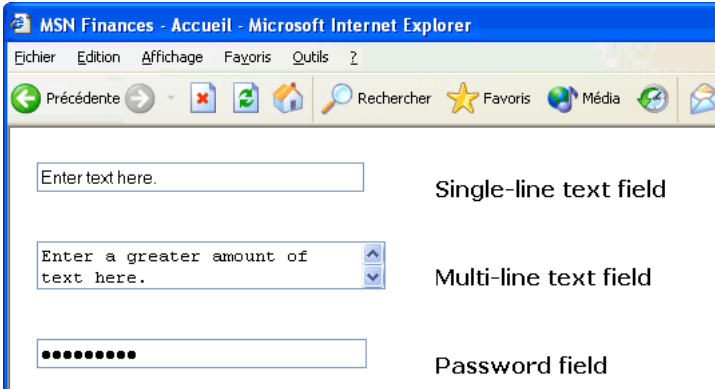 MSN Finances - Accueil - Microsoft Internet Explorer
Fichier Edition Affichage Favoris Outils ?
Précédente Rechercher Favoris Média
Enter text here.
Single-line text field
Enter a greater amount of
text here.
Multi-line text field
●●●●●●●●●
Password field